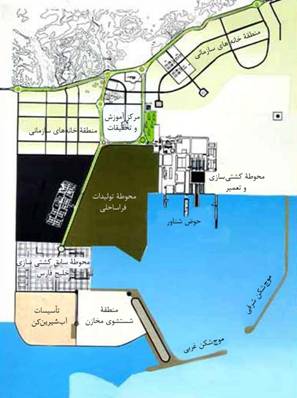 منطقهٔ خانه‌های سازمانی
مرکز آموزش
و تحقیقات
منطقهٔ خانه‌های سازمانی
محوطهٔ کشتی‌سازی
و تعمیر
محوطهٔ تولیدات
فراساحلی
حوض شناور
محوطهٔ سابق کشتی سازی
خلیج فارس
تأسیسات
آب‌شیرین‌کن
منطقهٔ
شستشوی مخازن
موج‌شکن شرقی
موج‌شکن غربی